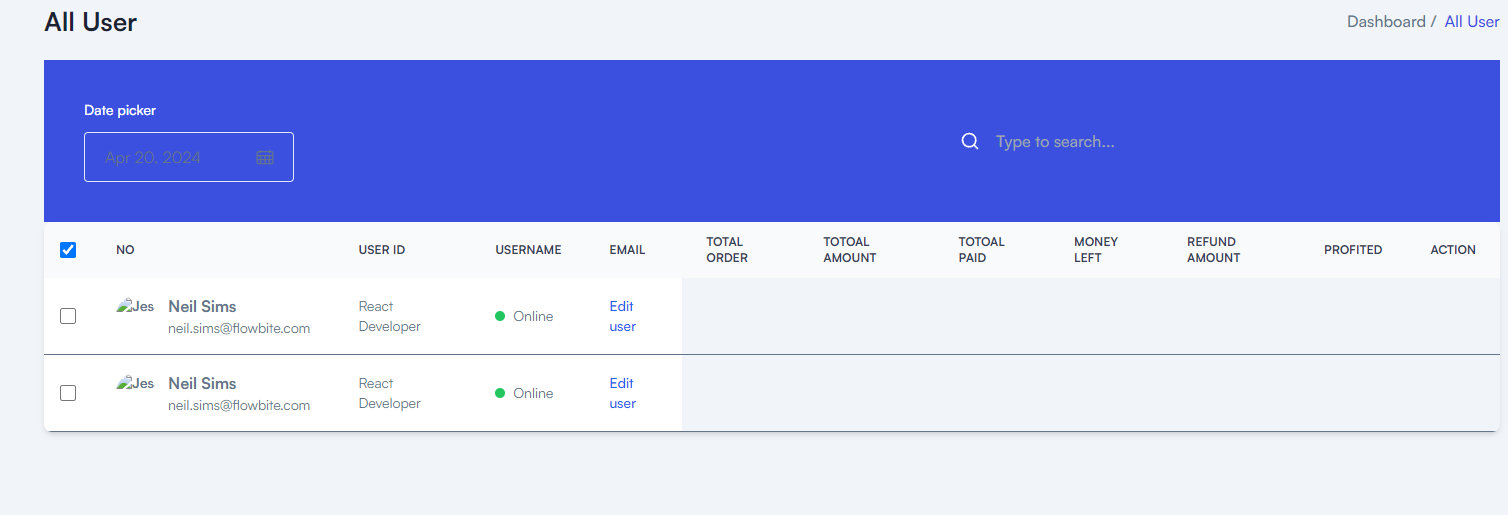 All User
Dashboard / All User
Date picker
Apr 20, 2024
Type to search...
NO USER ID USERNAME EMAIL TOTAL ORDER TOTOAL AMOUNT TOTOAL PAID MONEY LEFT REFUND AMOUNT PROFITED ACTION
Jes Neil Sims React Online Edit
neil.sims@flowbite.com Developer user
Jes Neil Sims React Online Edit
neil.sims@flowbite.com Developer user